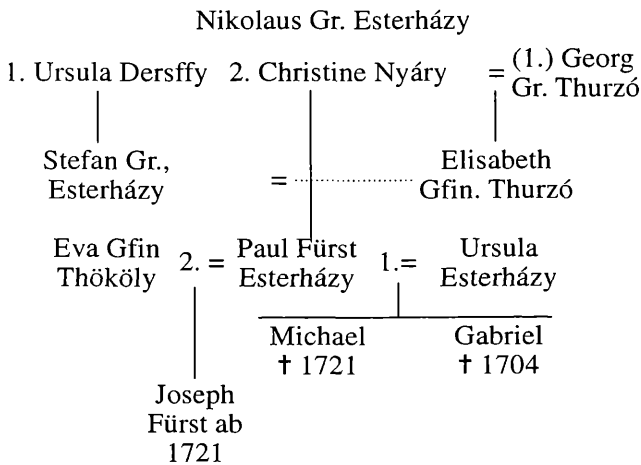 Nikolaus Gr. Esterházy
1. Ursula Dersffy 2. Christine Nyáry = (1.) Georg
Gr. Thurzó
Stefan Gr.,
Esterházy
=
Elisabeth
Gfin. Thurzó
Eva Gfin
Thököly
2. =
Paul Fürst
Esterházy
1.=
Ursula
Esterházy
Michael
† 1721
Gabriel
† 1704
Joseph
Fürst ab
1721